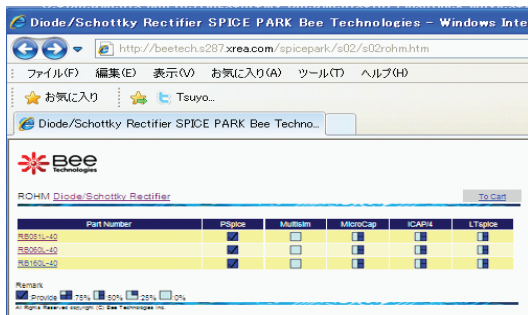 Diode/Schottky Rectifier SPICE PARK Bee Technologies - Windows Inte
http://beetech.s287.xrea.com/spicepark/s02/s02rohm.htm
ファイル(F) 編集(E) 表示(V) お気に入り(A) ツール(T) ヘルプ(H)
お気に入り Tsuyo...
Diode/Schottky Rectifier SPICE PARK Bee Techno...
Bee
Technologies
ROHM Diode/Schottky Rectifier To Cart
Part Number PSpice Multisim MicroCap ICAP/4 LTspice
RB051L-40
RB060L-40
RB160L-40
Remark
Provide 75% 50% 25% 0%
All Rights Reserved copyright (C) Bee Technologies Inc.